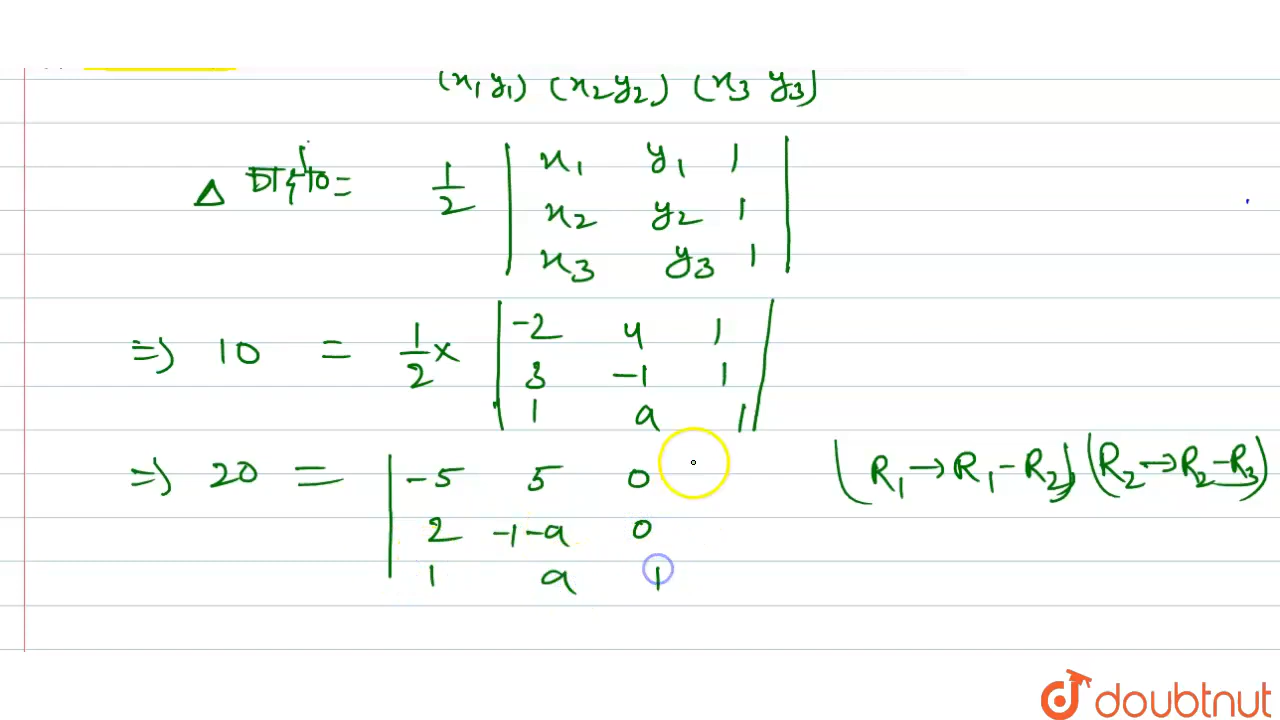 (x₁ y₁) (x₂ y₂) (x₃ y₃)
Δ = 1/2 | x₁ y₁ 1 |
| x₂ y₂ 1 |
| x₃ y₃ 1 |
⇒ 10 = 1/2 × | -2 4 1 |
| 3 -1 1 |
| 1 a 1 |
⇒ 20 = | -5 5 0 (R₁ → R₁ - R₂), (R₂ → R₂ - R₃)
| 2 -1-a 0
| 1 a 1
doubtnut